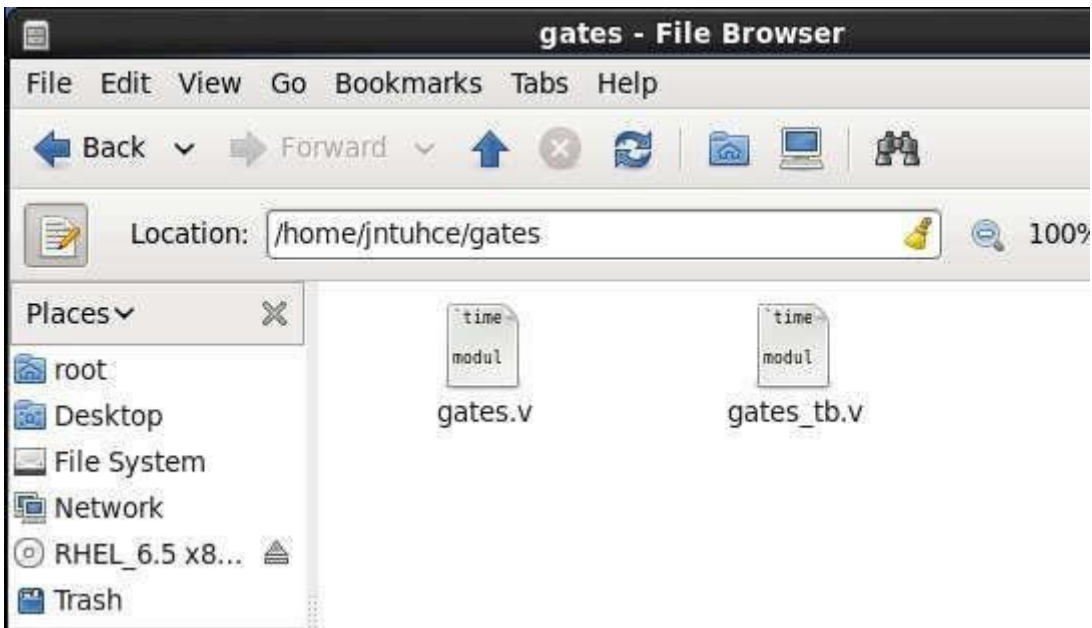 gates - File Browser
File Edit View Go Bookmarks Tabs Help
Back Forward
Location: /home/jntuhce/gates 100%
Places
root
Desktop
File System
Network
RHEL_6.5 x8...
Trash
`time
modul
gates.v
`time
modul
gates_tb.v